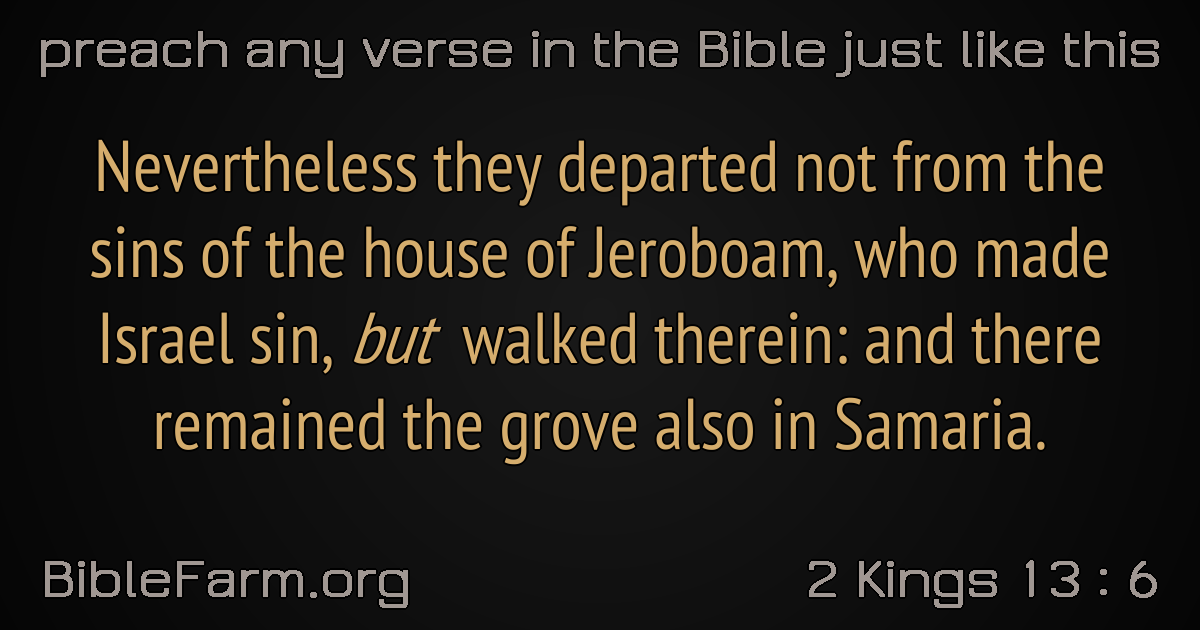 preach any verse in the Bible just like this
Nevertheless they departed not from the
sins of the house of Jeroboam, who made
Israel sin, but walked therein: and there
remained the grove also in Samaria.
BibleFarm.org
2 Kings 13 : 6